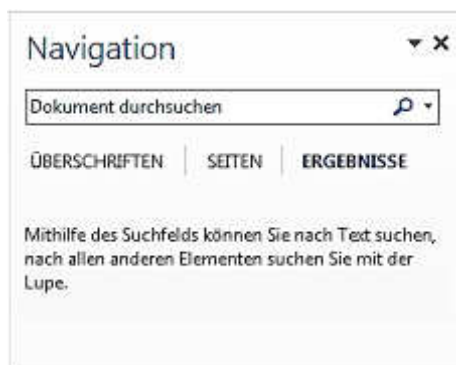 Navigation
Dokument durchsuchen
ÜBERSCHRIFTEN SEITEN ERGEBNISSE
Mithilfe des Suchfelds können Sie nach Text suchen,
nach allen anderen Elementen suchen Sie mit der
Lupe.